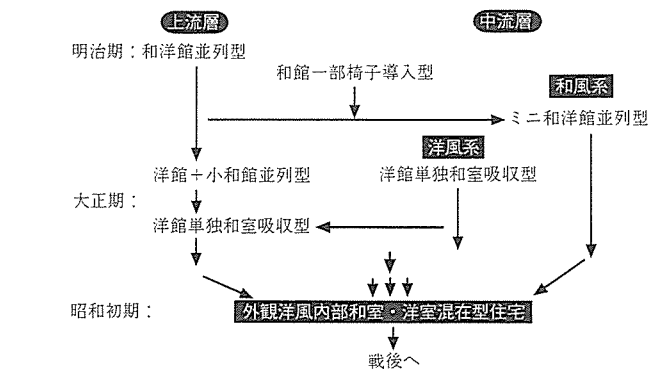 上流層
中流層
明治期：和洋館並列型
和館一部椅子導入型
和風系
ミニ和洋館並列型
洋風系
洋館＋小和館並列型
洋館単独和室吸収型
大正期：
洋館単独和室吸収型
昭和初期：
外観洋風内部和室・洋室混在型住宅
戦後へ